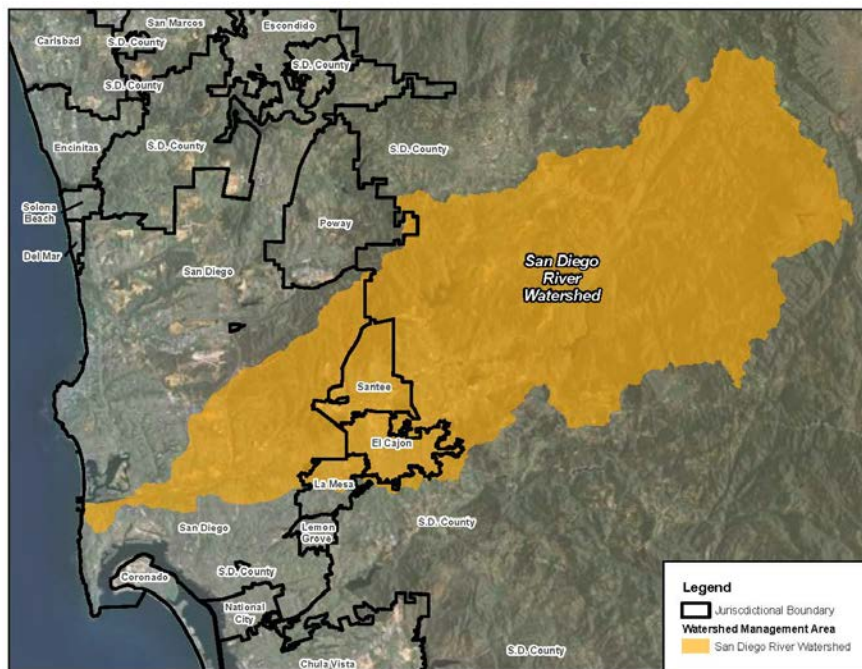 San Marcos
Escondido
Carlsbad
S.D. County
S.D. County
S.D. County
Encinitas
S.D. County
S.D. County
Solona
Beach
Poway
Del Mar
San Diego
San Diego
River
Watershed
Santee
El Cajon
La Mesa
San Diego
Lemon
Grove
S.D. County
S.D. County
Coronado
National
City
Chula Vista
S.D. County
Legend
Jurisdictional Boundary
Watershed Management Area
San Diego River Watershed